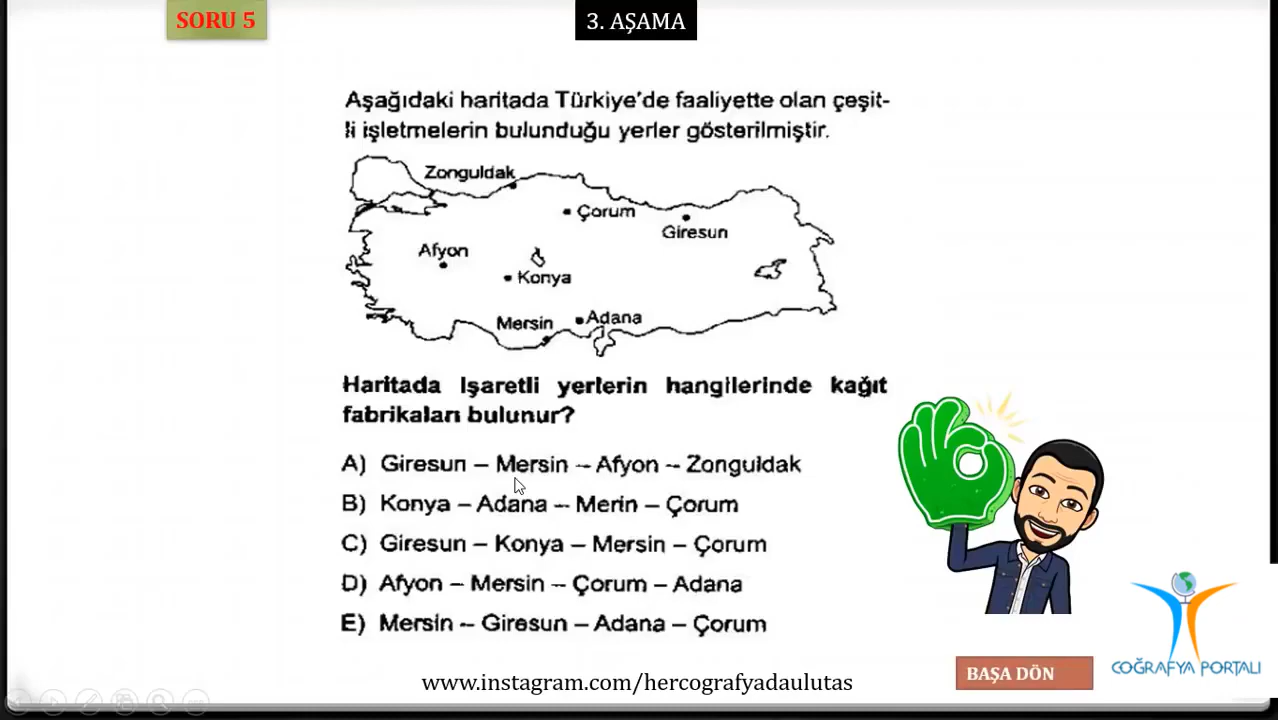 SORU 5
3. AŞAMA
Aşağıdaki haritada Türkiye'de faaliyette olan çeşit-
li işletmelerin bulunduğu yerler gösterilmiştir.
Zonguldak
Çorum
Giresun
Afyon
Konya
Mersin
Adana
Haritada işaretli yerlerin hangilerinde kağıt
fabrikaları bulunur?
A) Giresun – Mersin – Afyon – Zonguldak
B) Konya – Adana – Merin – Çorum
C) Giresun – Konya – Mersin – Çorum
D) Afyon – Mersin – Çorum – Adana
E) Mersin – Giresun – Adana – Çorum
BAŞA DÖN
COĞRAFYA PORTALI
www.instagram.com/hercografyadaulutas